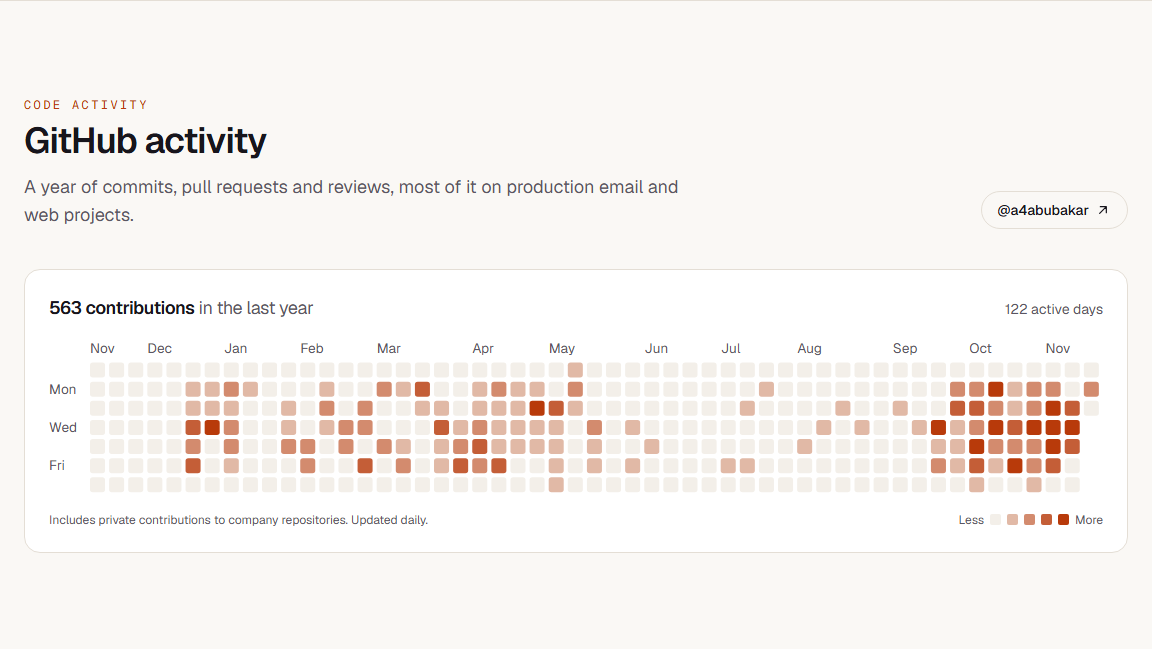 CODE ACTIVITY
GitHub activity
A year of commits, pull requests and reviews, most of it on production email and
web projects.
@a4abubakar
563 contributions in the last year
122 active days
Nov Dec Jan Feb Mar Apr May Jun Jul Aug Sep Oct Nov
Mon
Wed
Fri
Includes private contributions to company repositories. Updated daily.
Less More